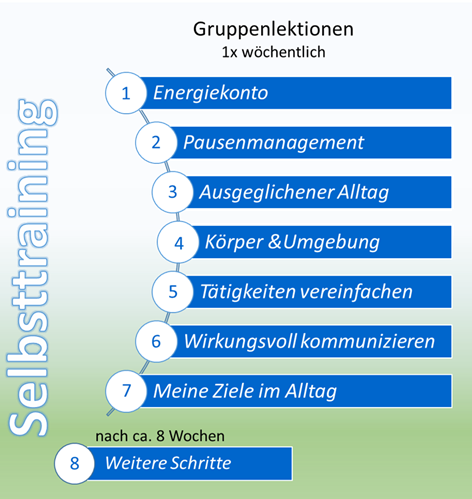 Gruppenlektionen
1x wöchentlich
Selbsttraining
1 Energiekonto
2 Pausenmanagement
3 Ausgeglichener Alltag
4 Körper &Umgebung
5 Tätigkeiten vereinfachen
6 Wirkungsvoll kommunizieren
7 Meine Ziele im Alltag
nach ca. 8 Wochen
8 Weitere Schritte